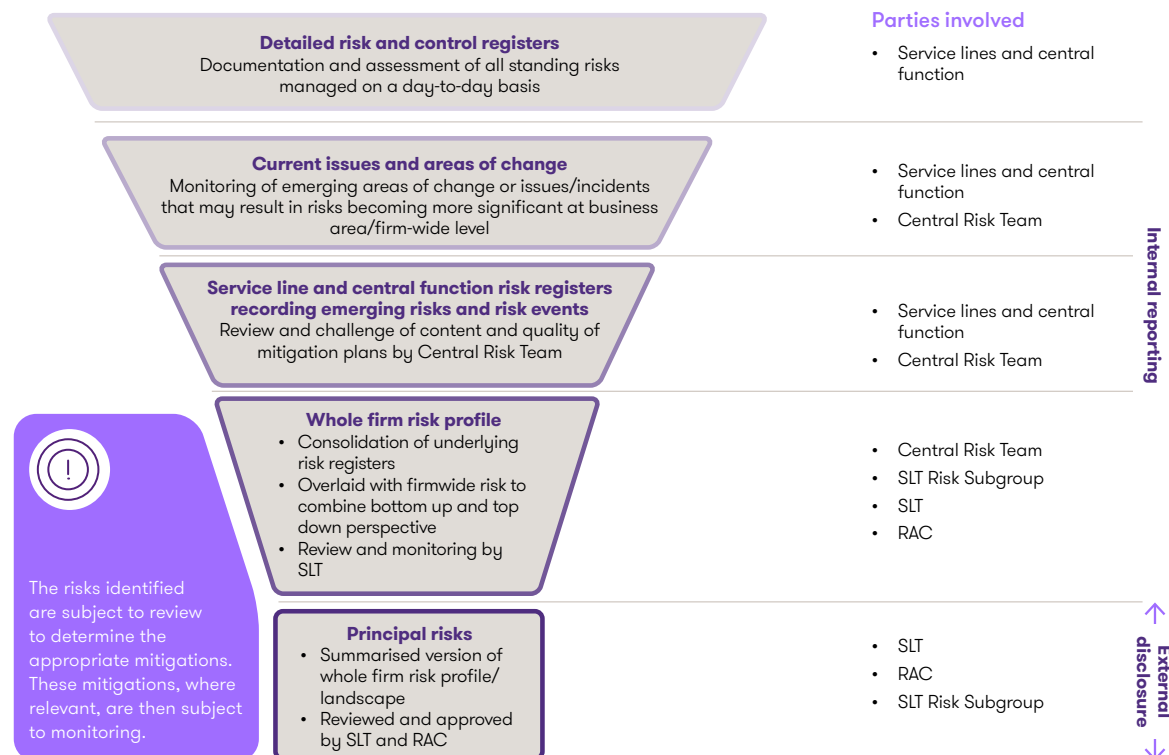 Parties involved
Detailed risk and control registers
Documentation and assessment of all standing risks
managed on a day-to-day basis
• Service lines and central
function
Current issues and areas of change
Monitoring of emerging areas of change or issues/incidents
that may result in risks becoming more significant at business
area/firm-wide level
• Service lines and central
function
• Central Risk Team
Service line and central function risk registers
recording emerging risks and risk events
Review and challenge of content and quality of
mitigation plans by Central Risk Team
• Service lines and central
function
• Central Risk Team
Internal reporting
Whole firm risk profile
• Consolidation of underlying
risk registers
• Overlaid with firmwide risk to
combine bottom up and top
down perspective
• Review and monitoring by
SLT
• Central Risk Team
• SLT Risk Subgroup
• SLT
• RAC
The risks identified
are subject to review
to determine the
appropriate mitigations.
These mitigations, where
relevant, are then subject
to monitoring.
Principal risks
• Summarised version of
whole firm risk profile/
landscape
• Reviewed and approved
by SLT and RAC
• SLT
• RAC
• SLT Risk Subgroup
External
disclosure